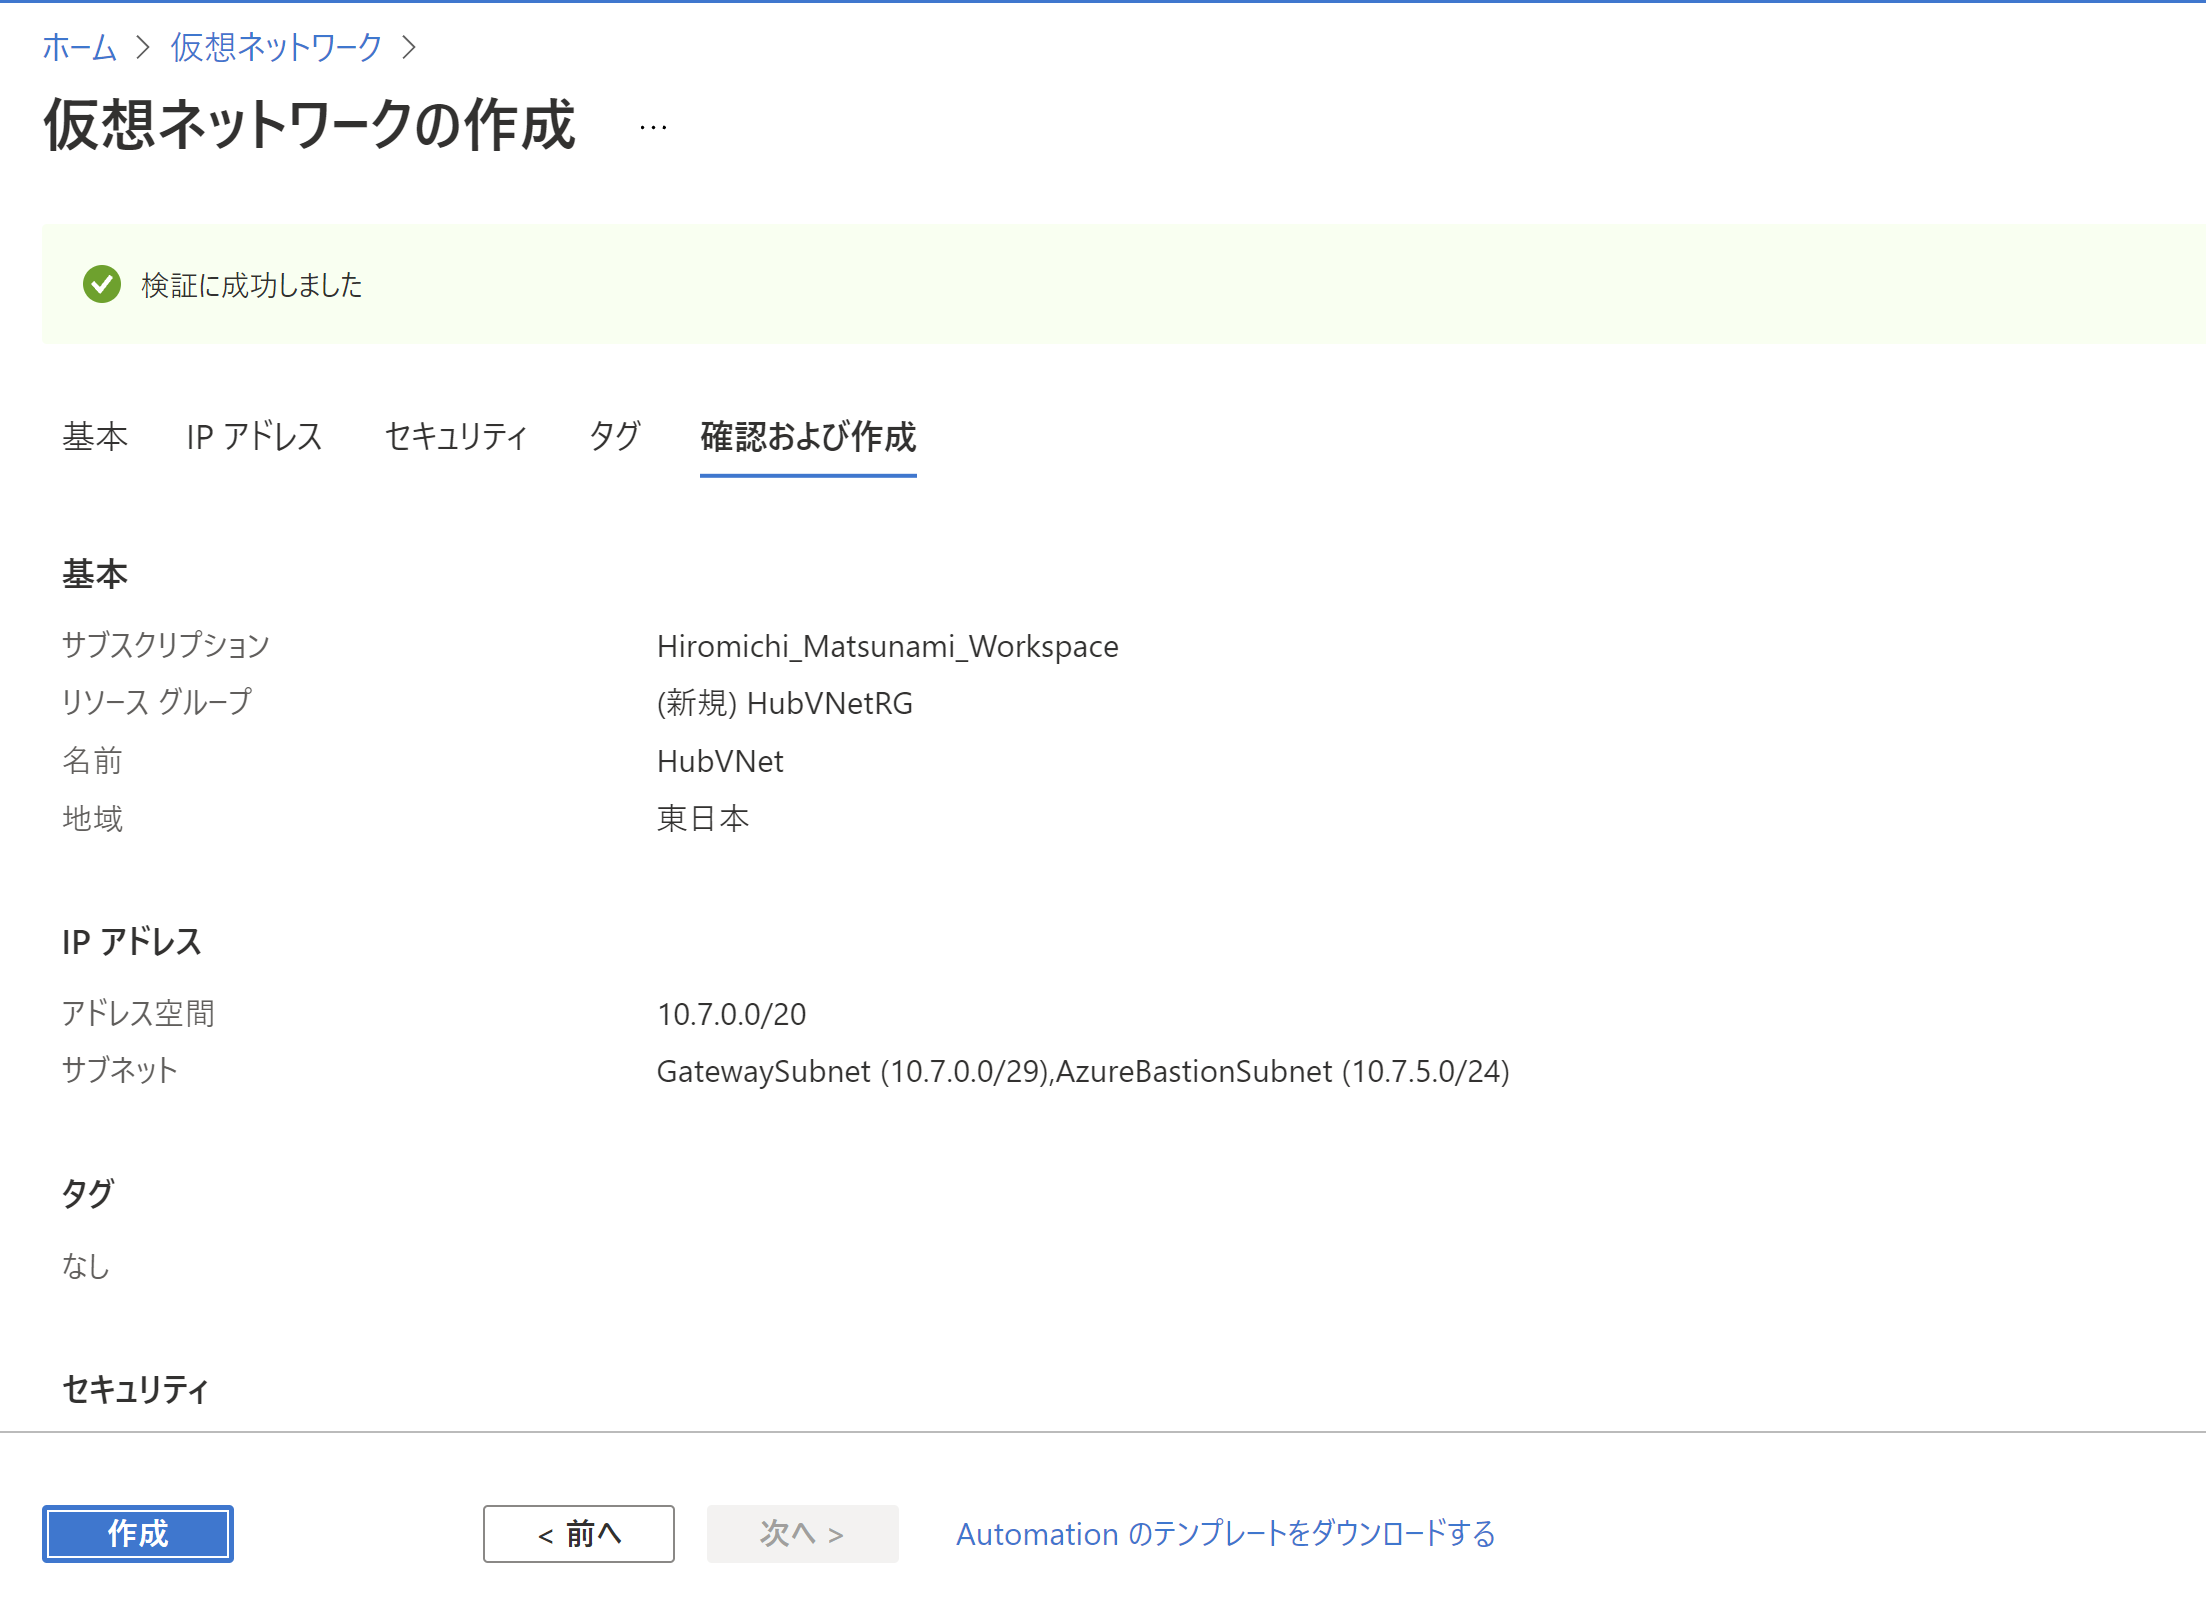 ホーム > 仮想ネットワーク >
仮想ネットワークの作成 …
検証に成功しました
基本 IP アドレス セキュリティ タグ 確認および作成
基本
サブスクリプション Hiromichi_Matsunami_Workspace
リソース グループ (新規) HubVNetRG
名前 HubVNet
地域 東日本
IP アドレス
アドレス空間 10.7.0.0/20
サブネット GatewaySubnet (10.7.0.0/29),AzureBastionSubnet (10.7.5.0/24)
タグ
なし
セキュリティ
作成 < 前へ 次へ > Automation のテンプレートをダウンロードする